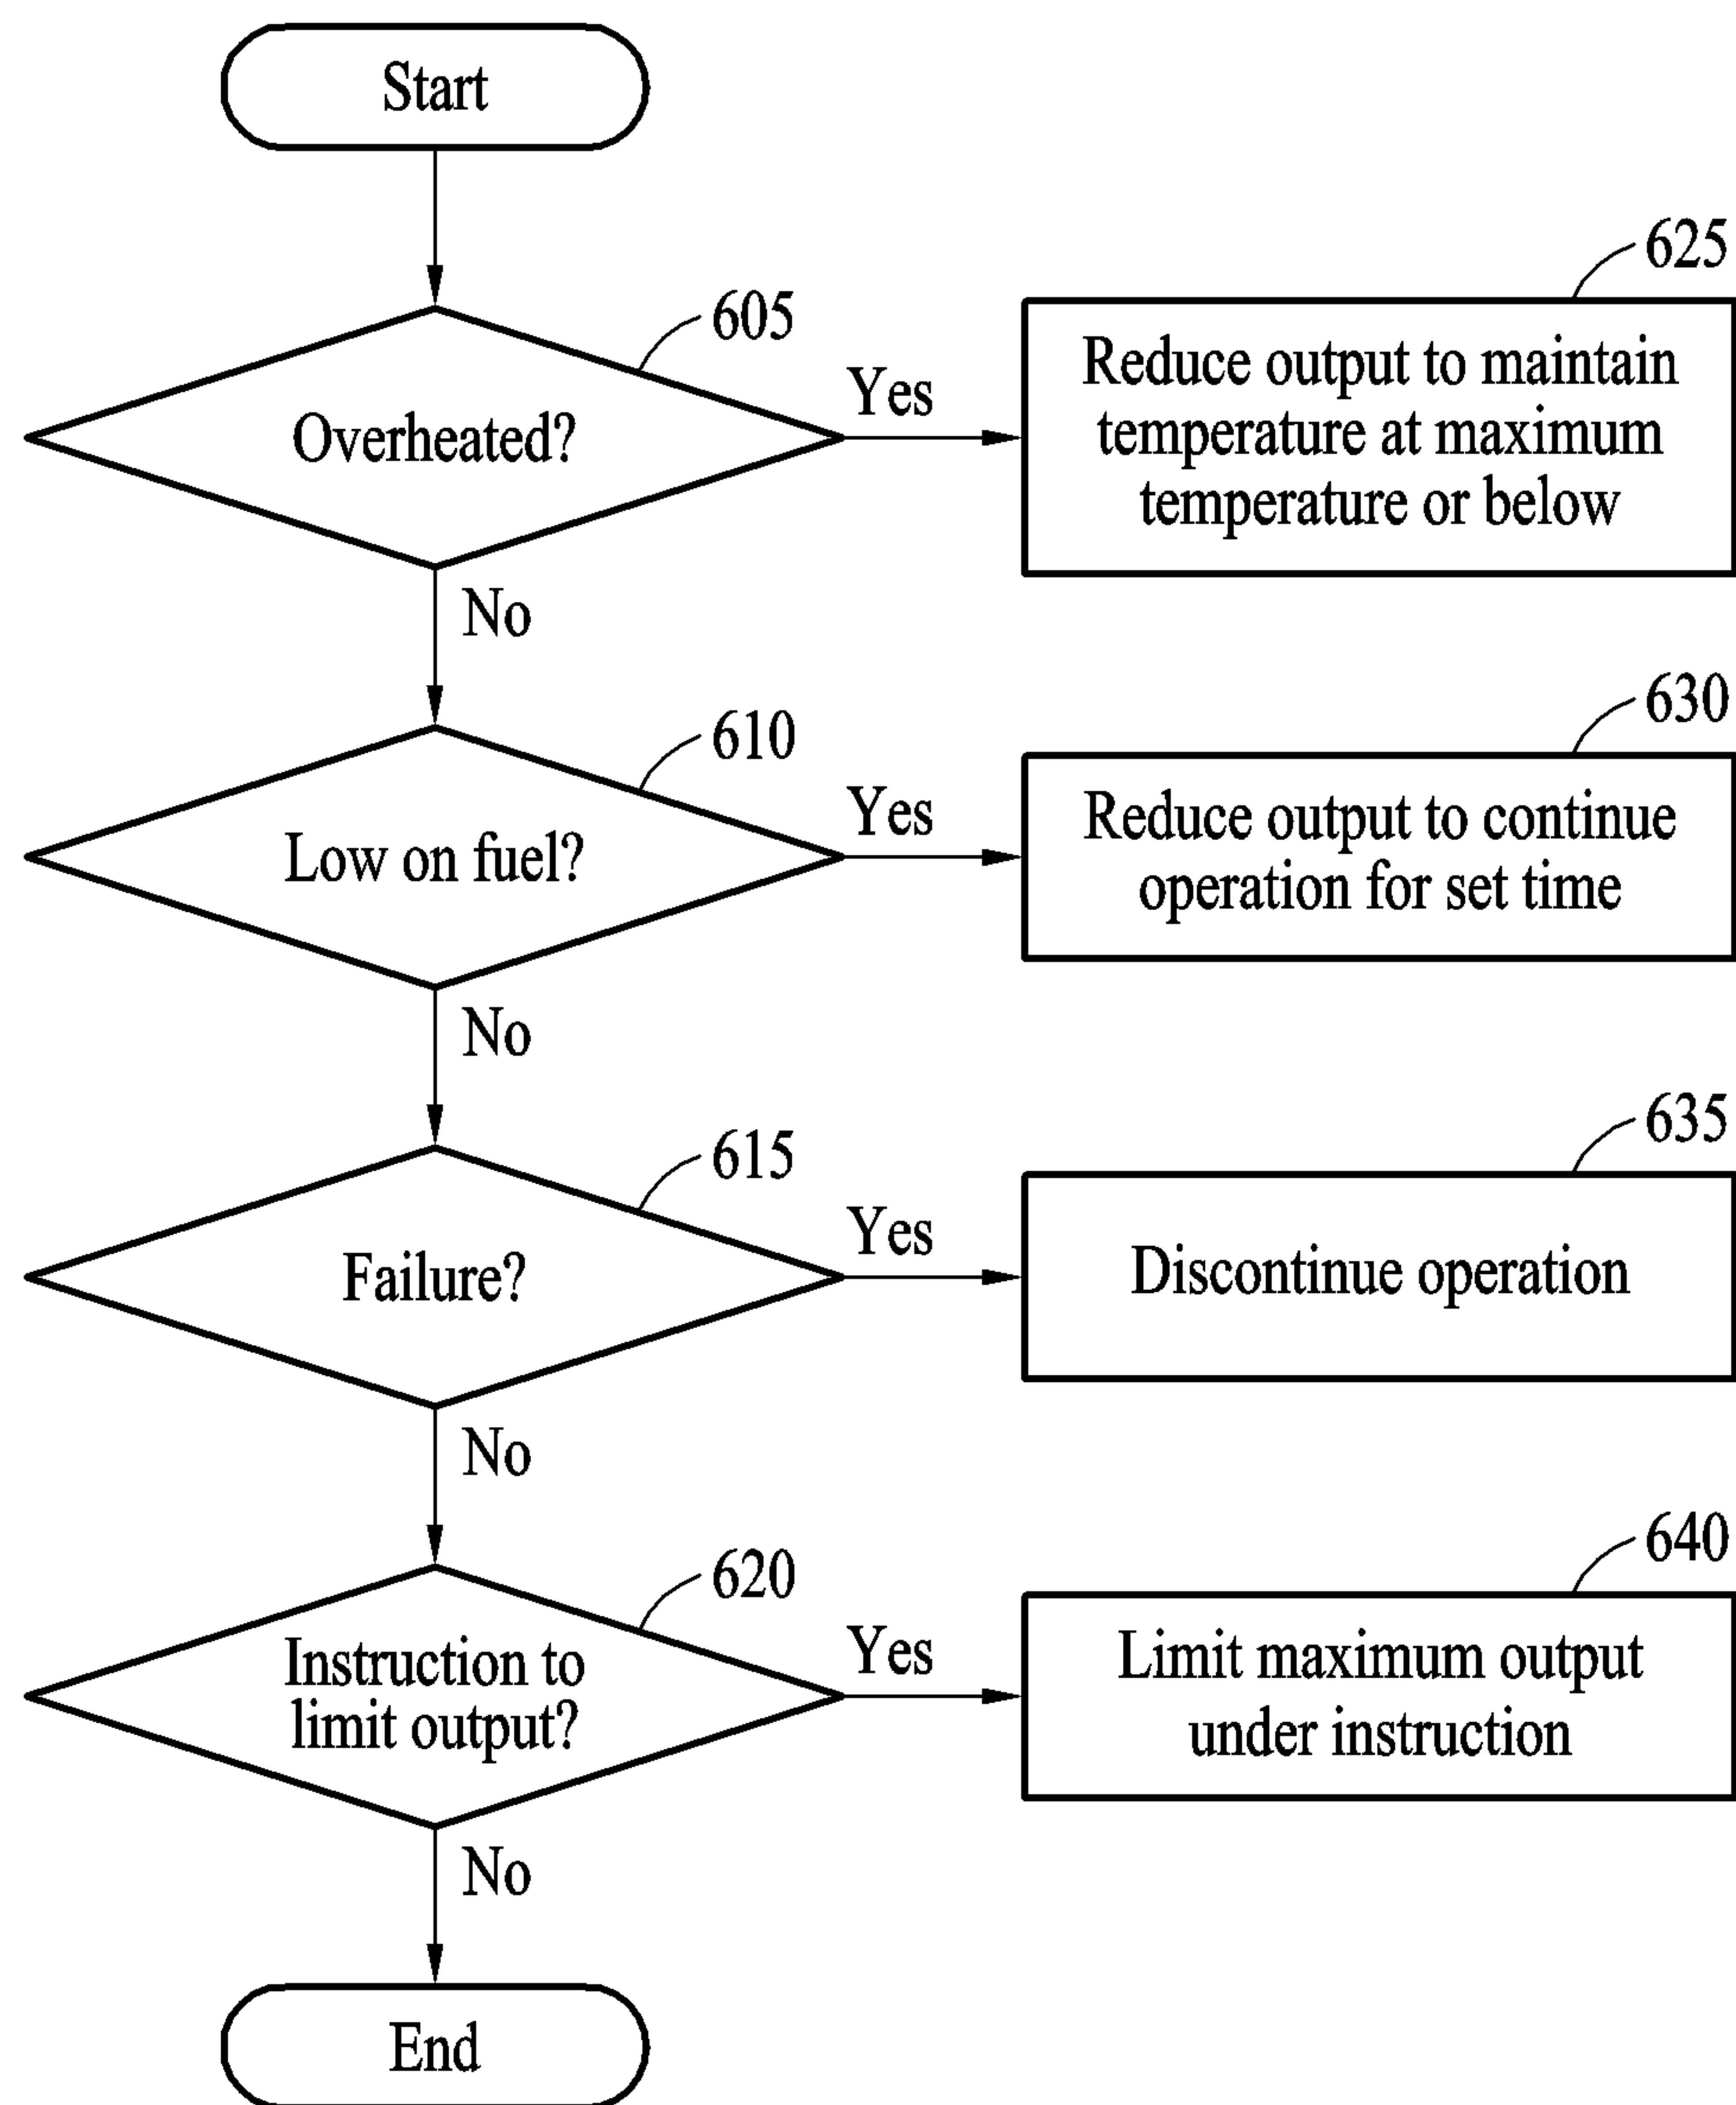 Start
605
Overheated?
Yes
625
Reduce output to maintain
temperature at maximum
temperature or below
No
610
Low on fuel?
Yes
630
Reduce output to continue
operation for set time
No
615
Failure?
Yes
635
Discontinue operation
No
620
Instruction to
limit output?
Yes
640
Limit maximum output
under instruction
No
End